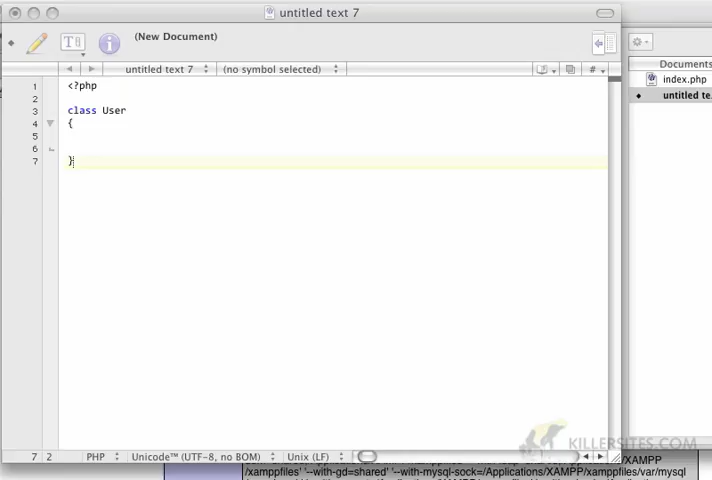 untitled text 7
(New Document)
untitled text 7
(no symbol selected)
#
Documents
1 <?php
2
3 class User
4 {
5
6
7 }
index.php
untitled te
KILLERSITES.COM
7 2 PHP Unicode™ (UTF-8, no BOM) Unix (LF)
/xamppfiles' '--with-gd=shared' '--with-mysql-sock=/Applications/XAMPP/xamppfiles/var/mysql